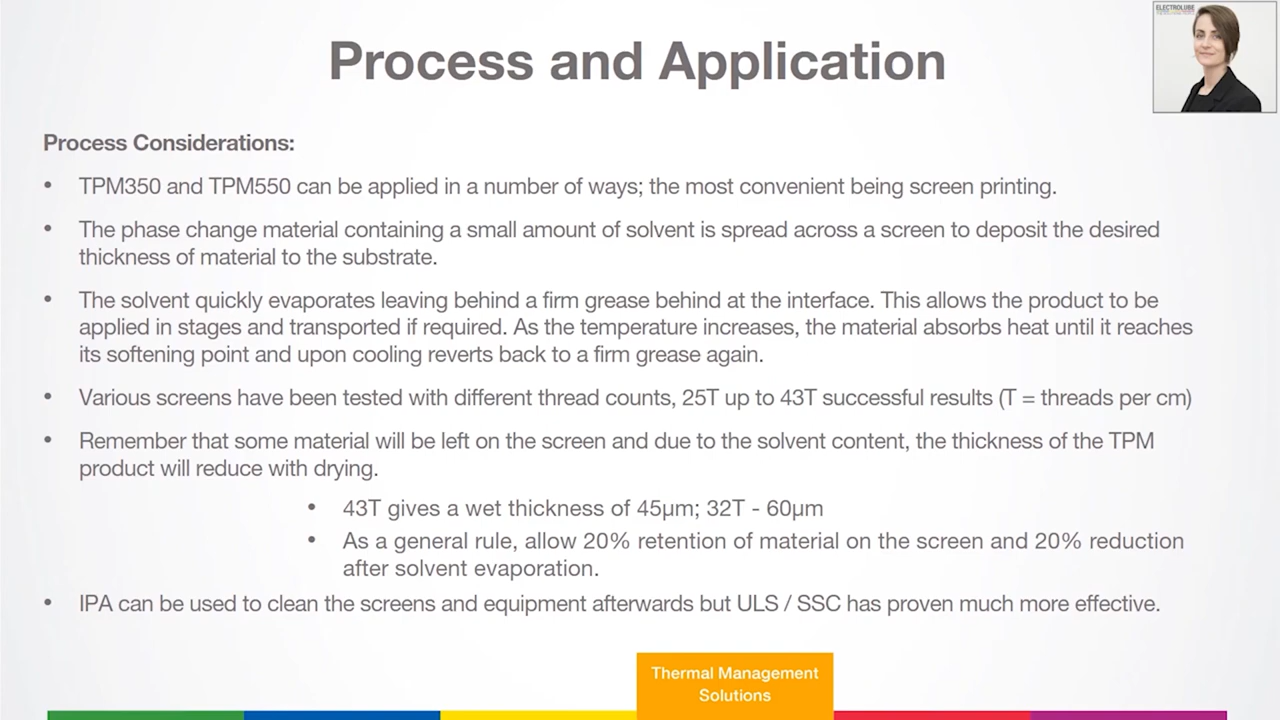 ELECTROLUBE
Process and Application
Process Considerations:
• TPM350 and TPM550 can be applied in a number of ways; the most convenient being screen printing.
• The phase change material containing a small amount of solvent is spread across a screen to deposit the desired
thickness of material to the substrate.
• The solvent quickly evaporates leaving behind a firm grease behind at the interface. This allows the product to be
applied in stages and transported if required. As the temperature increases, the material absorbs heat until it reaches
its softening point and upon cooling reverts back to a firm grease again.
• Various screens have been tested with different thread counts, 25T up to 43T successful results (T = threads per cm)
• Remember that some material will be left on the screen and due to the solvent content, the thickness of the TPM
product will reduce with drying.
• 43T gives a wet thickness of 45µm; 32T - 60µm
• As a general rule, allow 20% retention of material on the screen and 20% reduction
after solvent evaporation.
• IPA can be used to clean the screens and equipment afterwards but ULS / SSC has proven much more effective.
Thermal Management
Solutions